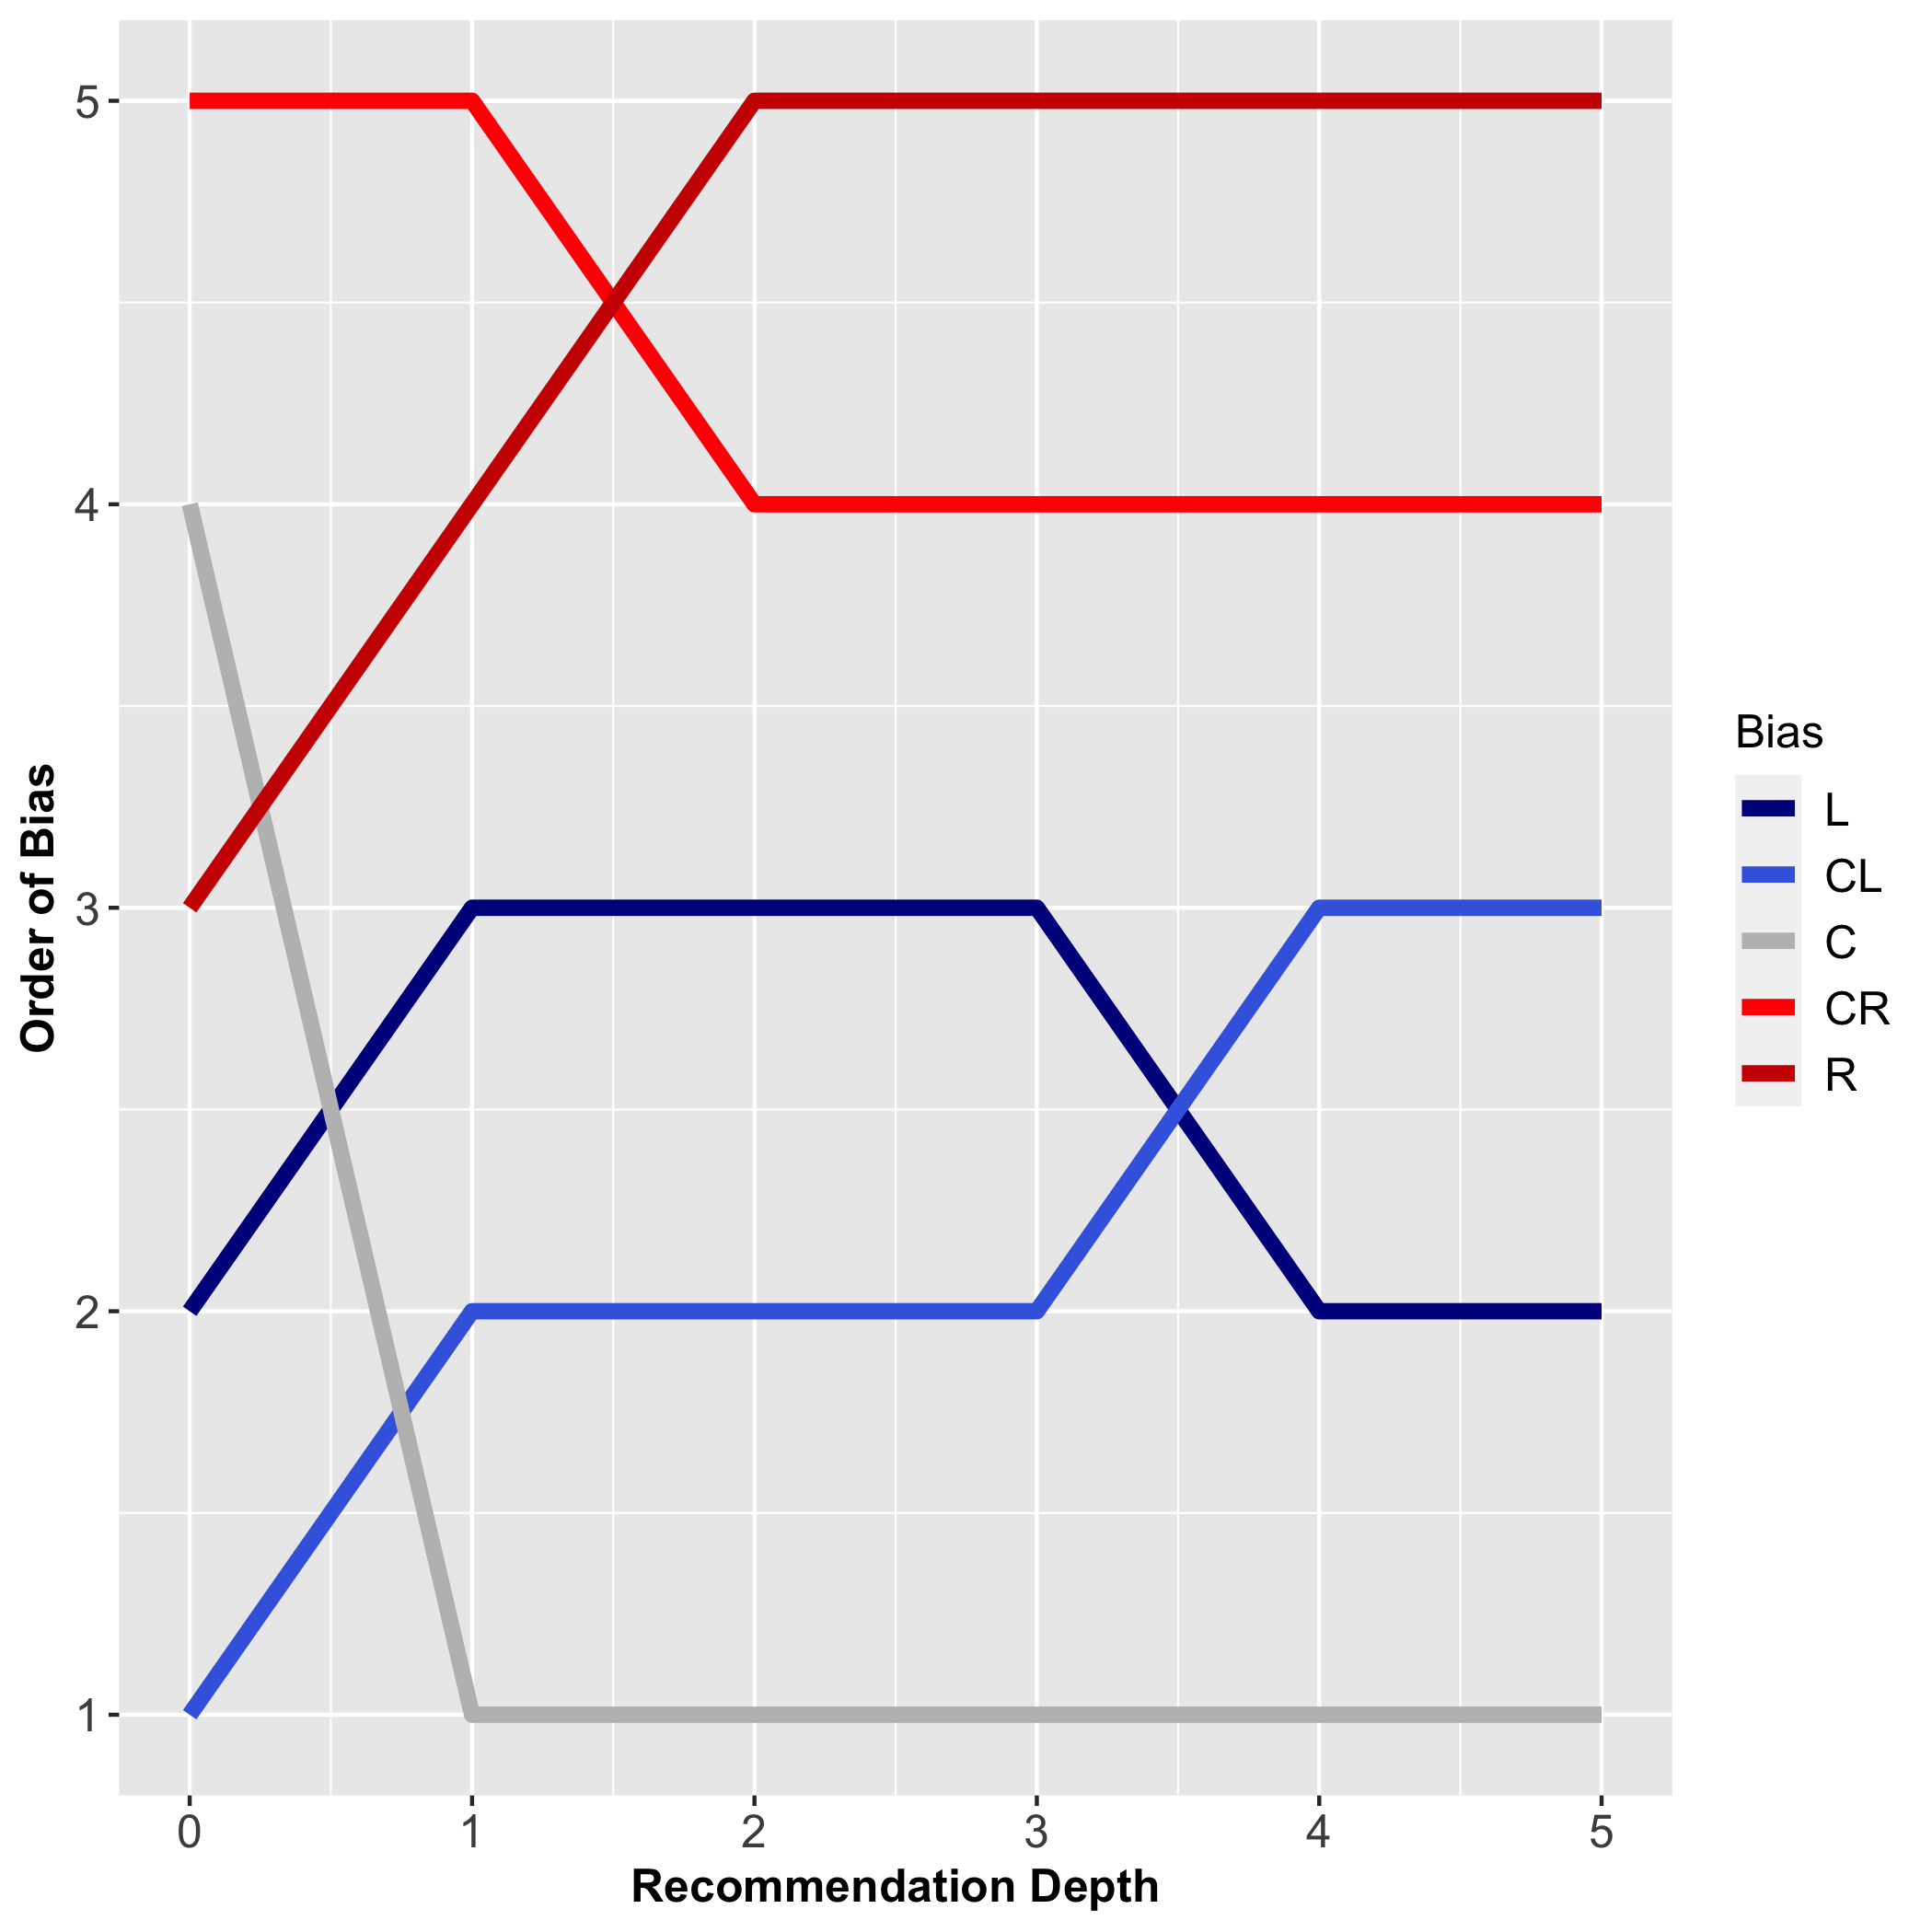 Order of Bias
5
4
3
2
1
0 1 2 3 4 5
Recommendation Depth
Bias
L
CL
C
CR
R